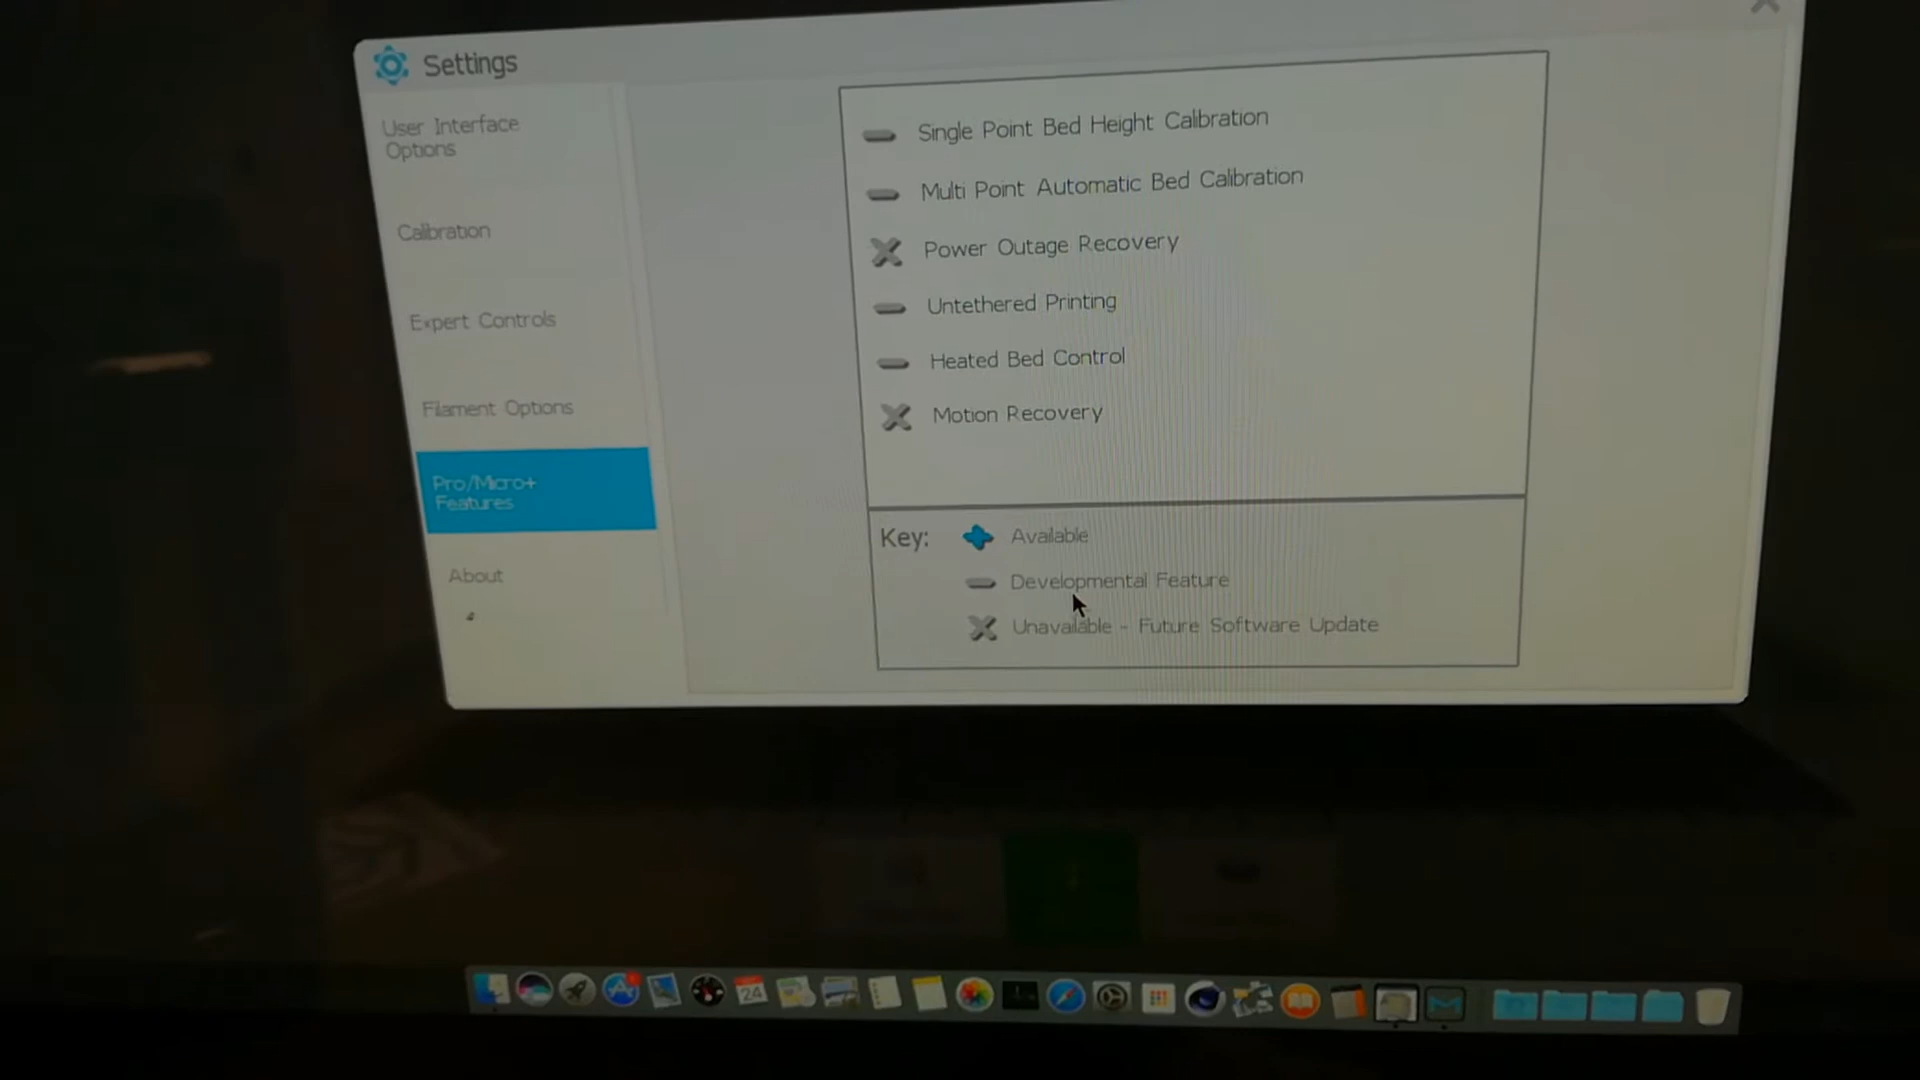 Settings
User Interface
Options
Calibration
Expert Controls
Filament Options
Pro/Micro+
Features
About
Single Point Bed Height Calibration
Multi Point Automatic Bed Calibration
Power Outage Recovery
Untethered Printing
Heated Bed Control
Motion Recovery
Key:
Available
Developmental Feature
Unavailable - Future Software Update
24